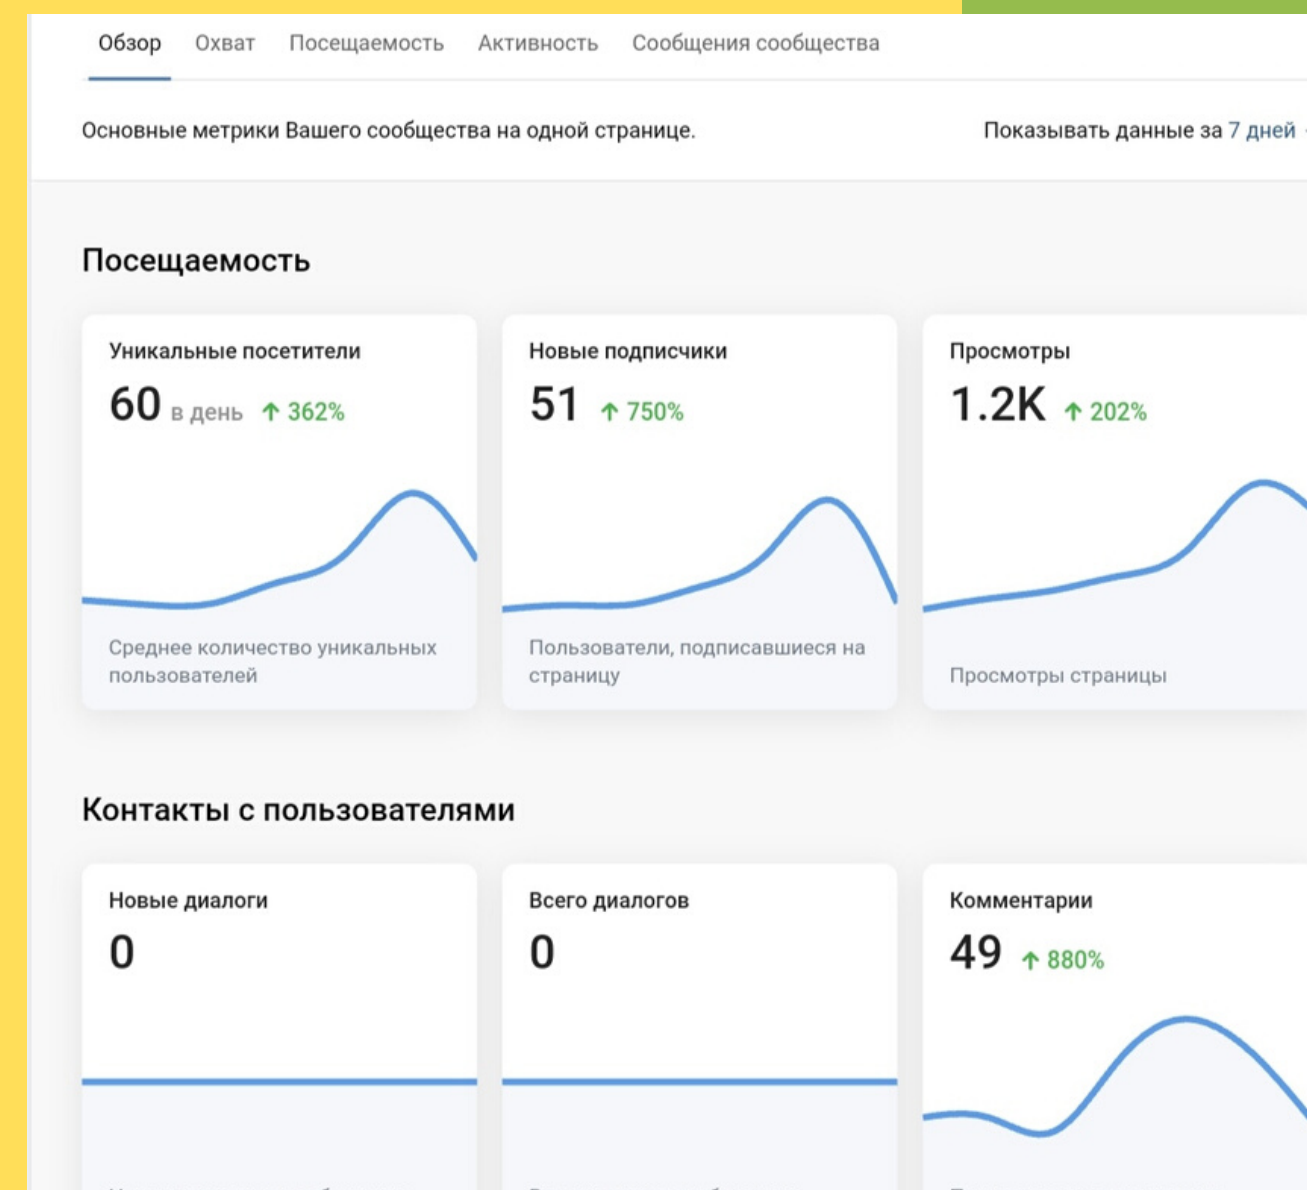 Обзор Охват Посещаемость Активность Сообщения сообщества
Основные метрики Вашего сообщества на одной странице. Показывать данные за 7 дней
Посещаемость
Уникальные посетители
60 в день ↑ 362%
Среднее количество уникальных
пользователей
Новые подписчики
51 ↑ 750%
Пользователи, подписавшиеся на
страницу
Просмотры
1.2K ↑ 202%
Просмотры страницы
Контакты с пользователями
Новые диалоги
0
Всего диалогов
0
Комментарии
49 ↑ 880%